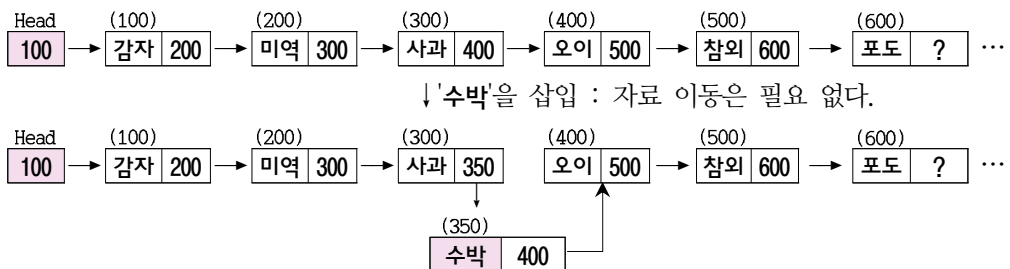 Head (100) (200) (300) (400) (500) (600)
100 감자 200 미역 300 사과 400 오이 500 참외 600 포도 ? …
↓'수박'을 삽입 : 자료 이동은 필요 없다.
Head (100) (200) (300) (400) (500) (600)
100 감자 200 미역 300 사과 350 오이 500 참외 600 포도 ? …
(350)
수박 400